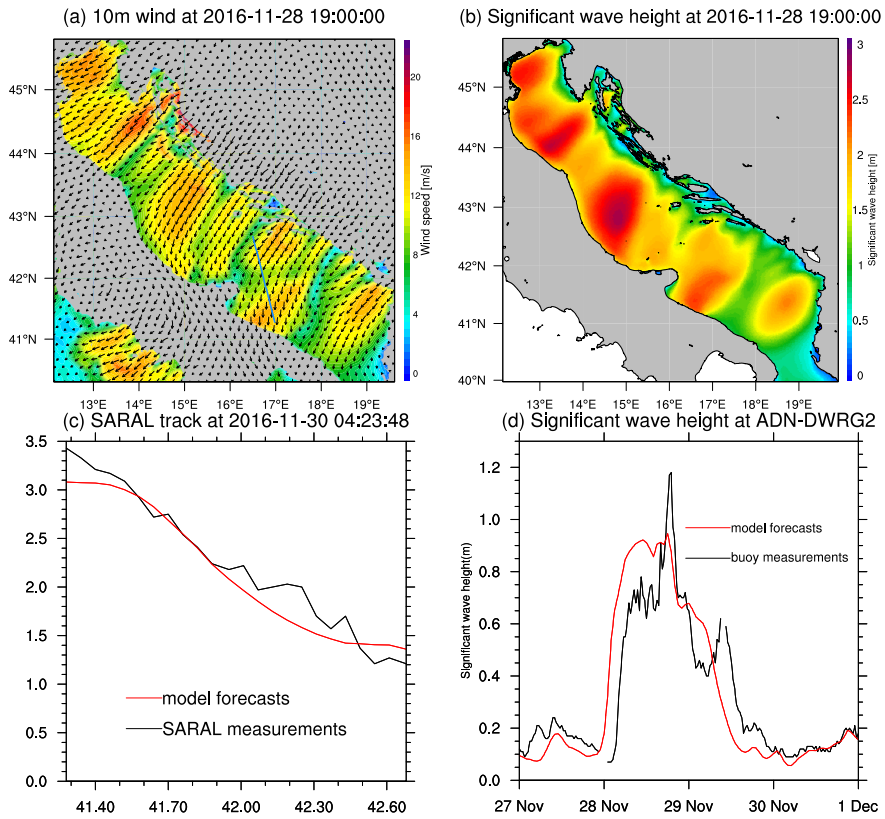 (a) 10m wind at 2016-11-28 19:00:00
45°N
44°N
43°N
42°N
41°N
13°E 14°E 15°E 16°E 17°E 18°E 19°E
20
16
12
8
4
0
Wind speed [m/s]
(b) Significant wave height at 2016-11-28 19:00:00
45°N
44°N
43°N
42°N
41°N
40°N
13°E 14°E 15°E 16°E 17°E 18°E 19°E
3
2.5
2
1.5
1
0.5
0
Significant wave height [m]
(c) SARAL track at 2016-11-30 04:23:48
3.5
3.0
2.5
2.0
1.5
1.0
0.5
0.0
model forecasts
SARAL measurements
41.40 41.70 42.00 42.30 42.60
(d) Significant wave height at ADN-DWRG2
Significant wave height(m)
1.2
1.0
0.8
0.6
0.4
0.2
0.0
model forecasts
buoy measurements
27 Nov 28 Nov 29 Nov 30 Nov 1 Dec